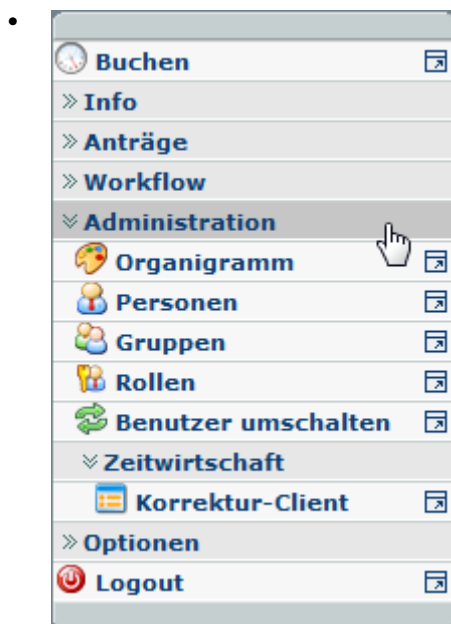 Buchen
Info
Anträge
Workflow
Administration
Organigramm
Personen
Gruppen
Rollen
Benutzer umschalten
Zeitwirtschaft
Korrektur-Client
Optionen
Logout